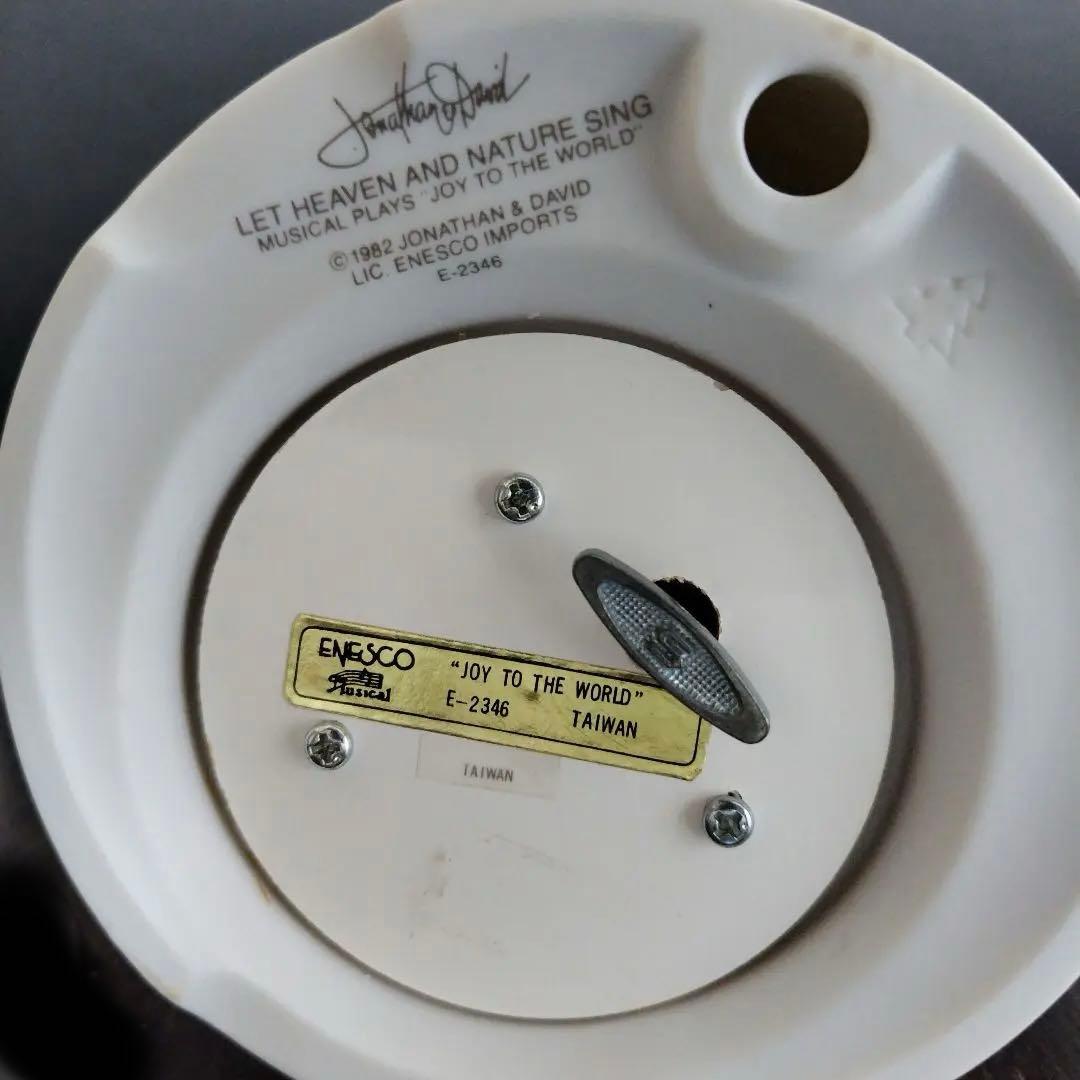 Jonathan & David
LET HEAVEN AND NATURE SING
MUSICAL PLAYS "JOY TO THE WORLD"
© 1982 JONATHAN & DAVID
LIC. ENESCO IMPORTS
E-2346
ENESCO
Musical
"JOY TO THE WORLD"
E-2346 TAIWAN
TAIWAN